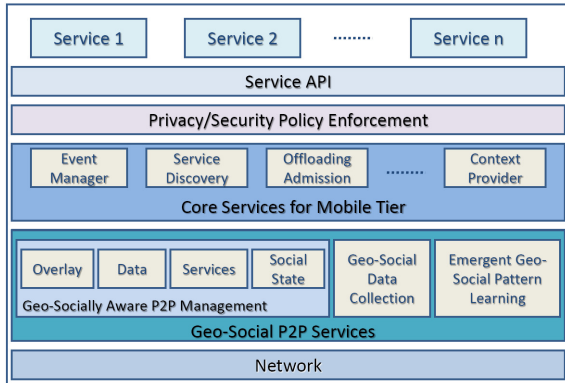 Service 1
Service 2
........
Service n
Service API
Privacy/Security Policy Enforcement
Event
Manager
Service
Discovery
Offloading
Admission
........
Context
Provider
Core Services for Mobile Tier
Overlay
Data
Services
Social
State
Geo-Socially Aware P2P Management
Geo-Social
Data
Collection
Emergent Geo-
Social Pattern
Learning
Geo-Social P2P Services
Network